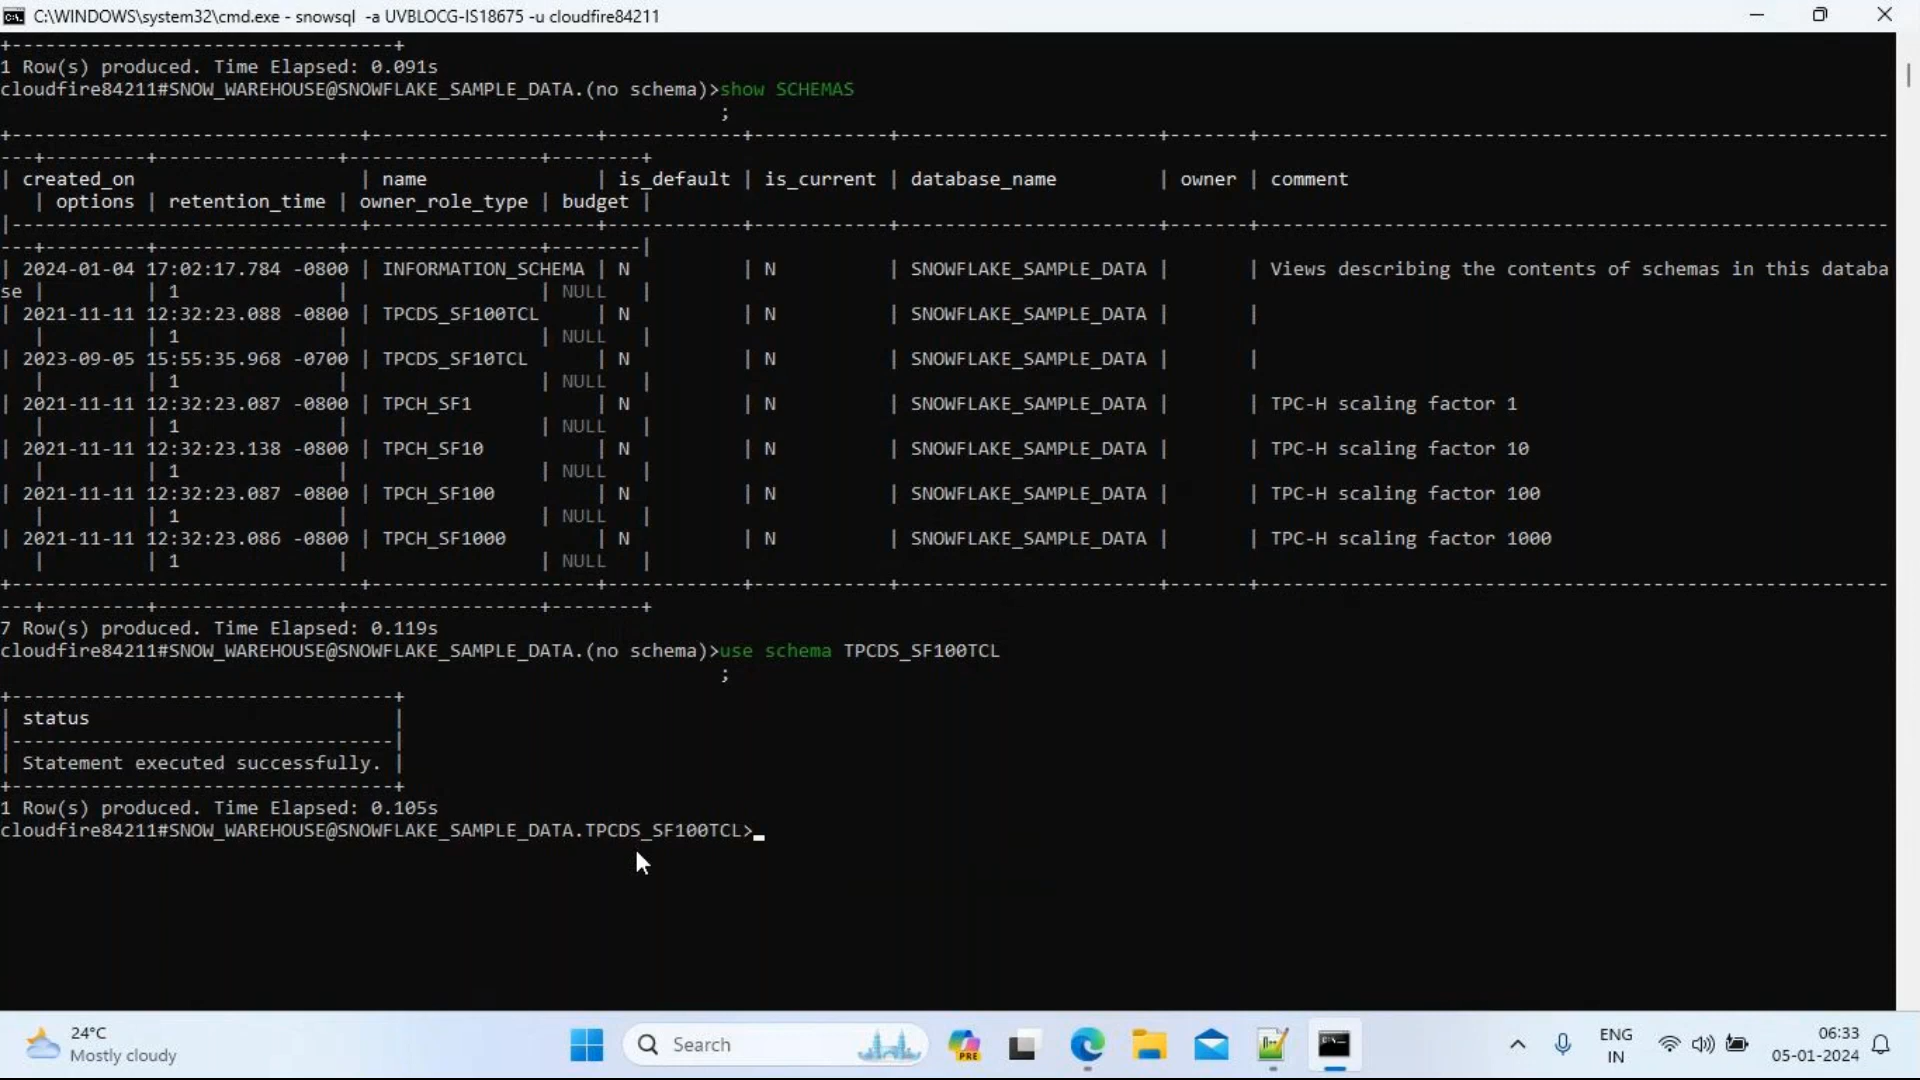 C:\WINDOWS\system32\cmd.exe - snowsql -a UVBLOCG-IS18675 -u cloudfire84211
+----------------------------------+
1 Row(s) produced. Time Elapsed: 0.091s
cloudfire84211#SNOW_WAREHOUSE@SNOWFLAKE_SAMPLE_DATA.(no schema)>show SCHEMAS
;
| created_on | name | is_default | is_current | database_name | owner | comment
| options | retention_time | owner_role_type | budget |
| 2024-01-04 17:02:17.784 -0800 | INFORMATION_SCHEMA | N | N | SNOWFLAKE_SAMPLE_DATA | | Views describing the contents of schemas in this databa
se | | 1 | | NULL |
| 2021-11-11 12:32:23.088 -0800 | TPCDS_SF100TCL | N | N | SNOWFLAKE_SAMPLE_DATA | |
| | 1 | | NULL |
| 2023-09-05 15:55:35.968 -0700 | TPCDS_SF10TCL | N | N | SNOWFLAKE_SAMPLE_DATA | |
| | 1 | | NULL |
| 2021-11-11 12:32:23.087 -0800 | TPCH_SF1 | N | N | SNOWFLAKE_SAMPLE_DATA | | TPC-H scaling factor 1
| | 1 | | NULL |
| 2021-11-11 12:32:23.138 -0800 | TPCH_SF10 | N | N | SNOWFLAKE_SAMPLE_DATA | | TPC-H scaling factor 10
| | 1 | | NULL |
| 2021-11-11 12:32:23.087 -0800 | TPCH_SF100 | N | N | SNOWFLAKE_SAMPLE_DATA | | TPC-H scaling factor 100
| | 1 | | NULL |
| 2021-11-11 12:32:23.086 -0800 | TPCH_SF1000 | N | N | SNOWFLAKE_SAMPLE_DATA | | TPC-H scaling factor 1000
| | 1 | | NULL |
7 Row(s) produced. Time Elapsed: 0.119s
cloudfire84211#SNOW_WAREHOUSE@SNOWFLAKE_SAMPLE_DATA.(no schema)>use schema TPCDS_SF100TCL
;
+----------------------------------+
| status |
|----------------------------------|
| Statement executed successfully. |
+----------------------------------+
1 Row(s) produced. Time Elapsed: 0.105s
cloudfire84211#SNOW_WAREHOUSE@SNOWFLAKE_SAMPLE_DATA.TPCDS_SF100TCL>_
24°C
Mostly cloudy
Search
PRE
ENG
IN
06:33
05-01-2024